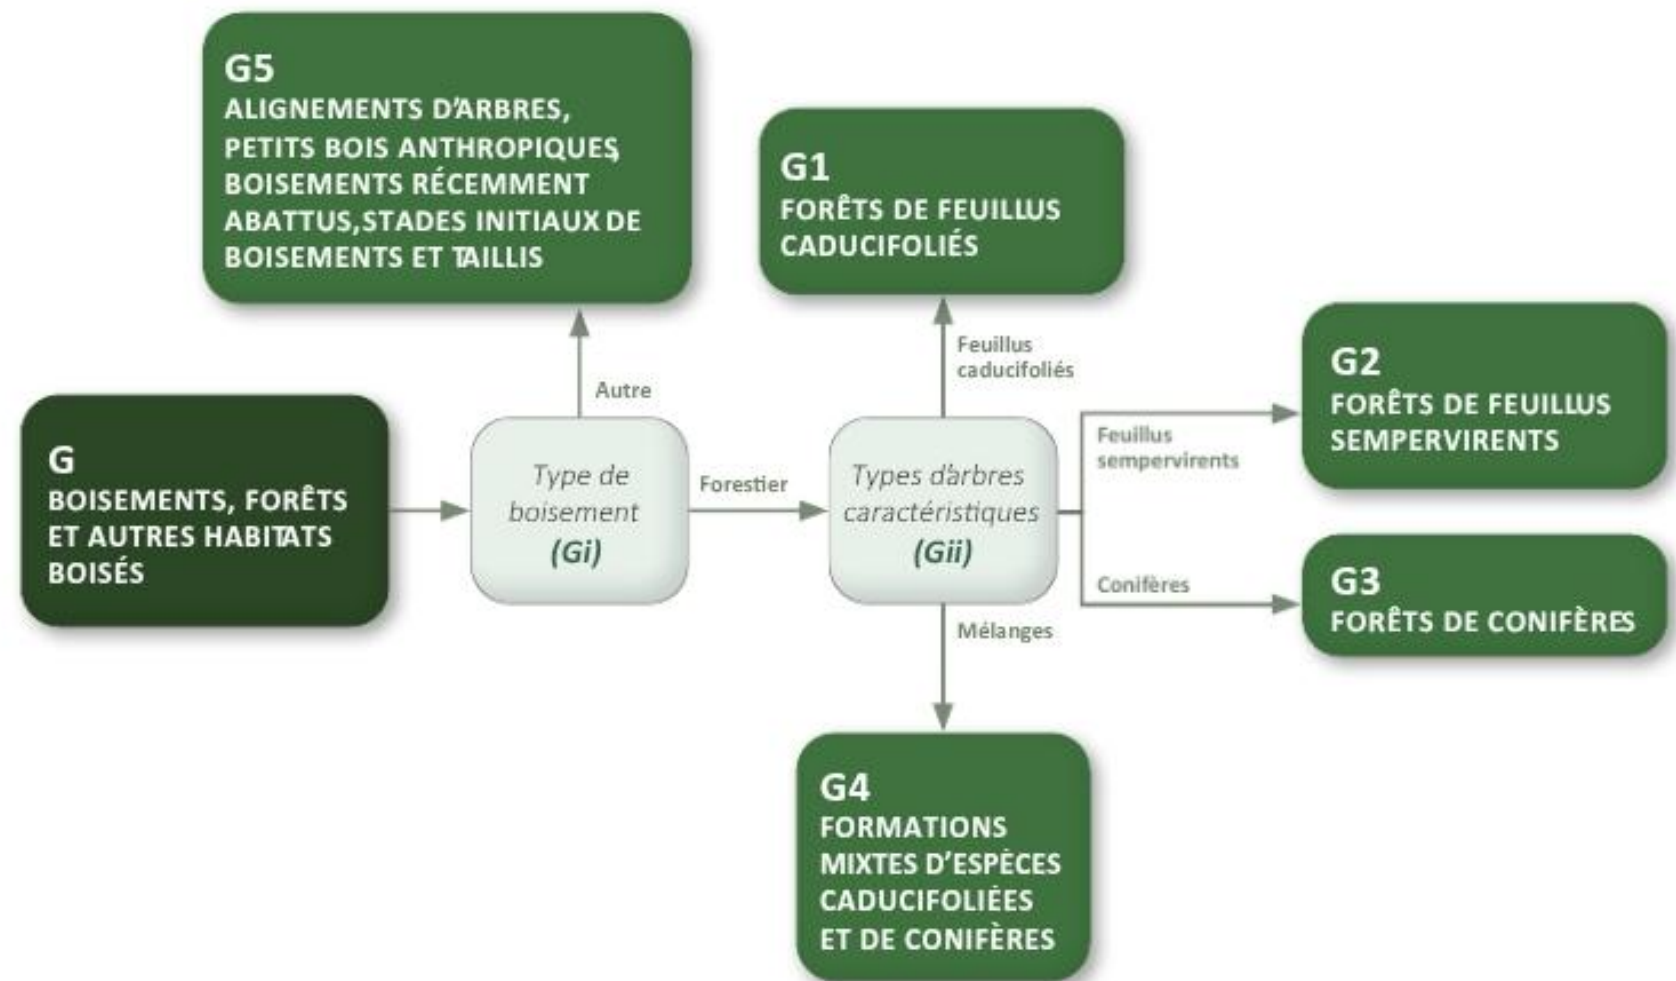 G5
ALIGNEMENTS D'ARBRES,
PETITS BOIS ANTHROPIQUES,
BOISEMENTS RÉCEMMENT
ABATTUS,STADES INITIAUX DE
BOISEMENTS ET TAILLIS
G1
FORÊTS DE FEUILLUS
CADUCIFOLIÉS
Feuillus
caducifoliés
G2
FORÊTS DE FEUILLUS
SEMPERVIRENTS
Autre
G
BOISEMENTS, FORÊTS
ET AUTRES HABITATS
BOISÉS
Type de
boisement
(Gi)
Forestier
Types d'arbres
caractéristiques
(Gii)
Feuillus
sempervirents
Conifères
G3
FORÊTS DE CONIFÈRES
Mélanges
G4
FORMATIONS
MIXTES D'ESPÈCES
CADUCIFOLIÉES
ET DE CONIFÈRES